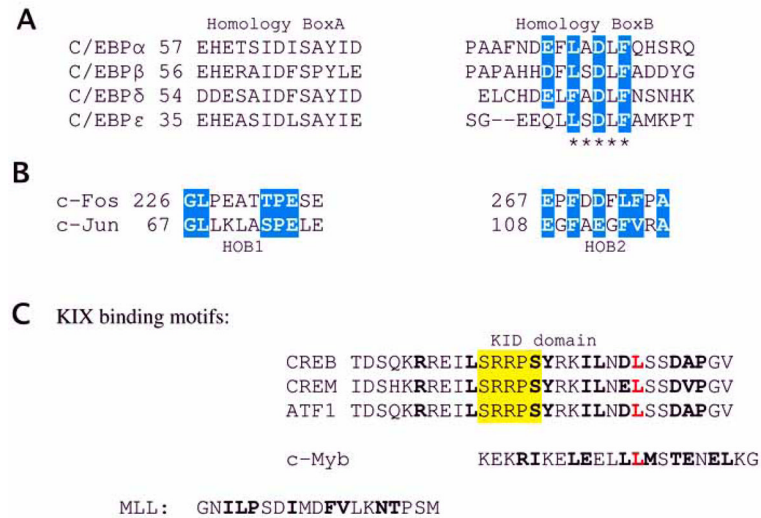 A
Homology BoxA Homology BoxB
C/EBPα 57 EHETSIDISAYID PAAFNDEFLADLFQHSRQ
C/EBPβ 56 EHERAIDFSPYLE PAPAHHDFLSDLFADDYG
C/EBPδ 54 DDESAIDFSAYID ELCHDELFADLFNSNHK
C/EBPε 35 EHEASIDLSAYIE SG--EEQLLSDLFAMKPT
*****
B
c-Fos 226 GLPEATTPESE 267 EPFDDFLFPA
c-Jun 67 GLLKLASPELE 108 EGFAEGFVRA
HOB1 HOB2
C KIX binding motifs:
KID domain
CREB TDSQKRREILSRRPSYRKILNDLSSDAPGV
CREM IDSHKRREILSRRPSYRKILNELSSDVPGV
ATF1 TDSQKRREILSRRPSYRKILNDLSSDAPGV
c-Myb KEKRIKELEELLLMSTENELKG
MLL: GNILPSDIMDFVLKNTPSM